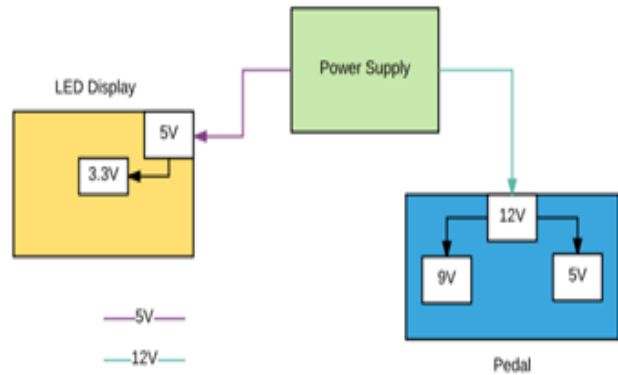 Power Supply
LED Display
5V
3.3V
12V
9V
5V
5V
12V
Pedal